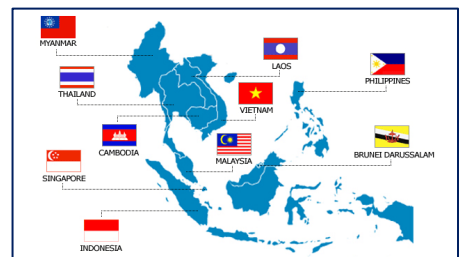 MYANMAR
LAOS
PHILIPPINES
THAILAND
VIETNAM
CAMBODIA
MALAYSIA
BRUNEI DARUSSALAM
SINGAPORE
INDONESIA